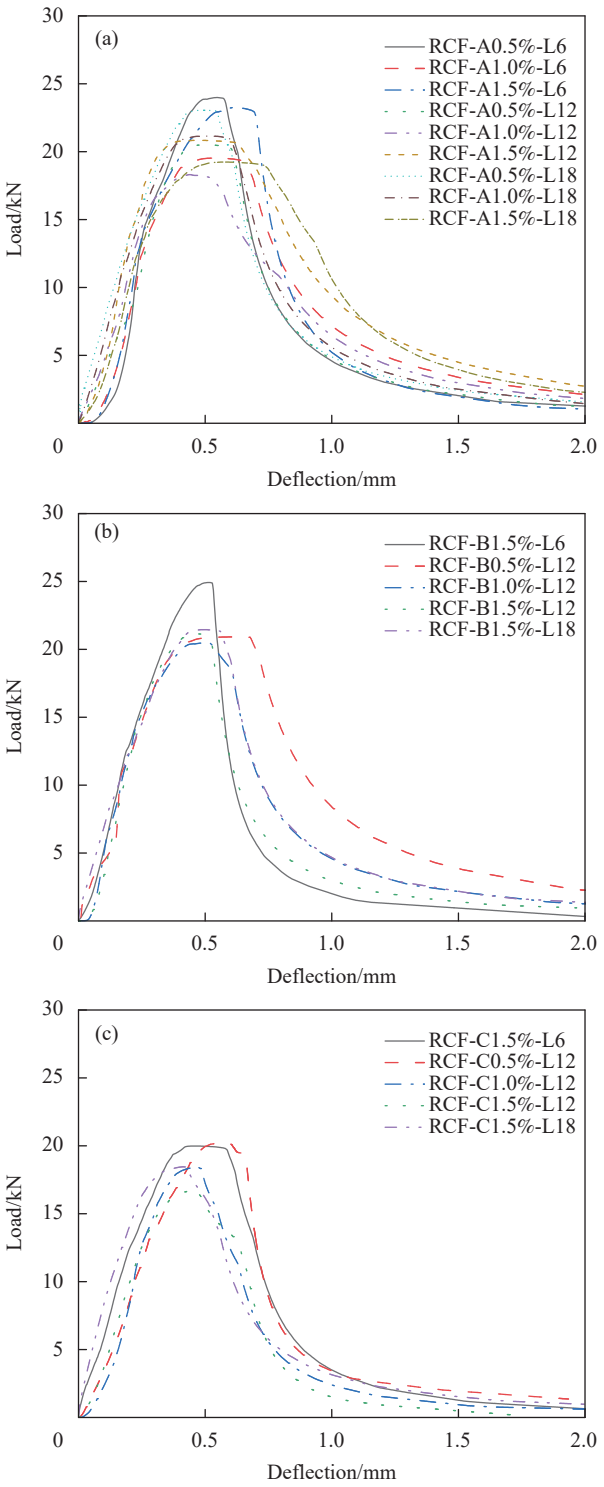 (a)
RCF-A0.5%-L6
RCF-A1.0%-L6
RCF-A1.5%-L6
RCF-A0.5%-L12
RCF-A1.0%-L12
RCF-A1.5%-L12
RCF-A0.5%-L18
RCF-A1.0%-L18
RCF-A1.5%-L18
30
25
20
15
10
5
0
0.5
1.0
1.5
2.0
Load/kN
Deflection/mm
(b)
RCF-B1.5%-L6
RCF-B0.5%-L12
RCF-B1.0%-L12
RCF-B1.5%-L12
RCF-B1.5%-L18
30
25
20
15
10
5
0
0.5
1.0
1.5
2.0
Load/kN
Deflection/mm
(c)
RCF-C1.5%-L6
RCF-C0.5%-L12
RCF-C1.0%-L12
RCF-C1.5%-L12
RCF-C1.5%-L18
30
25
20
15
10
5
0
0.5
1.0
1.5
2.0
Load/kN
Deflection/mm